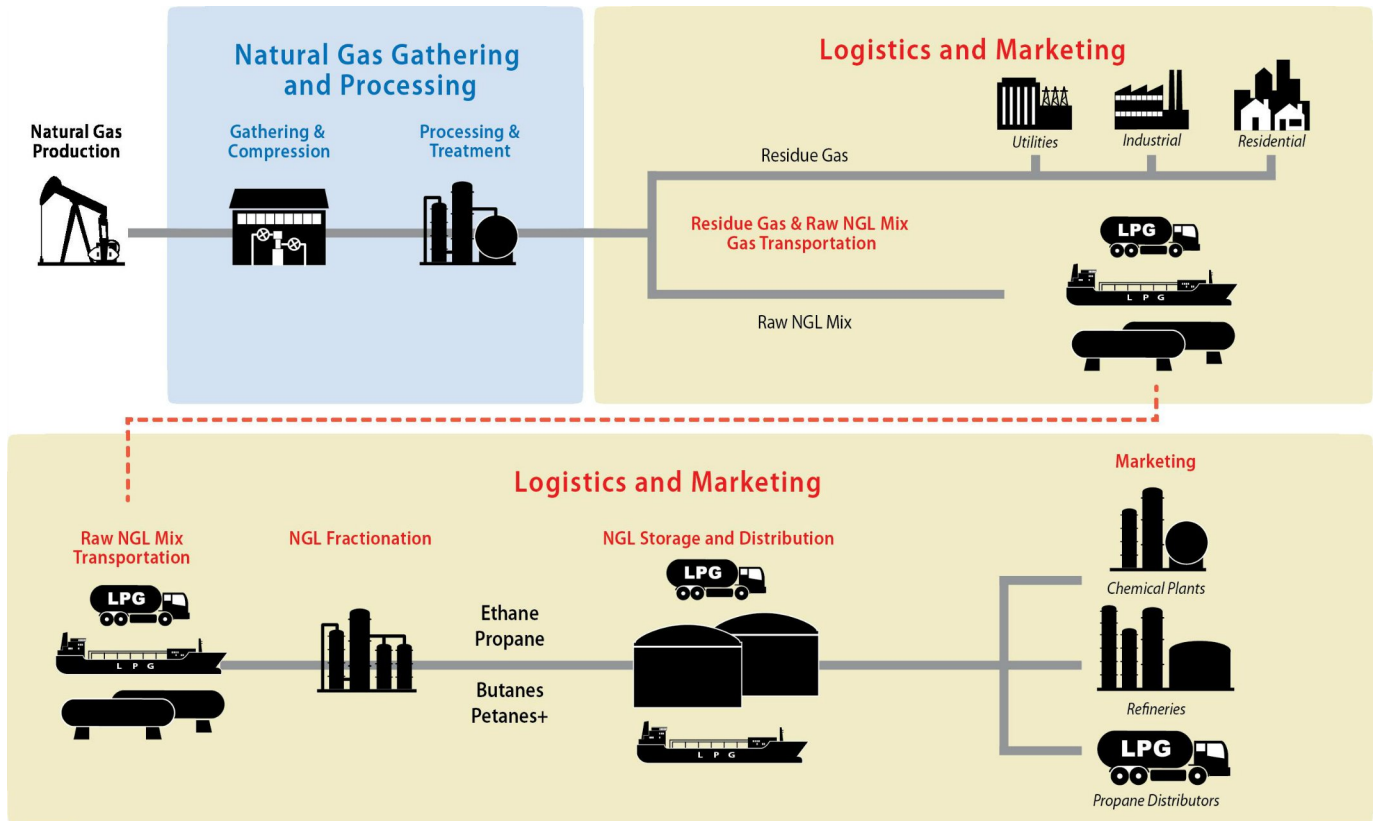 Natural Gas Gathering
and Processing
Logistics and Marketing
Natural Gas
Production
Gathering &
Compression
Processing &
Treatment
Utilities
Industrial
Residential
Residue Gas
Residue Gas & Raw NGL Mix
Gas Transportation
LPG
L P G
Raw NGL Mix
Logistics and Marketing
Marketing
Raw NGL Mix
Transportation
NGL Fractionation
NGL Storage and Distribution
LPG
L P G
Ethane
Propane
Butanes
Petanes+
LPG
L P G
Chemical Plants
Refineries
LPG
Propane Distributors